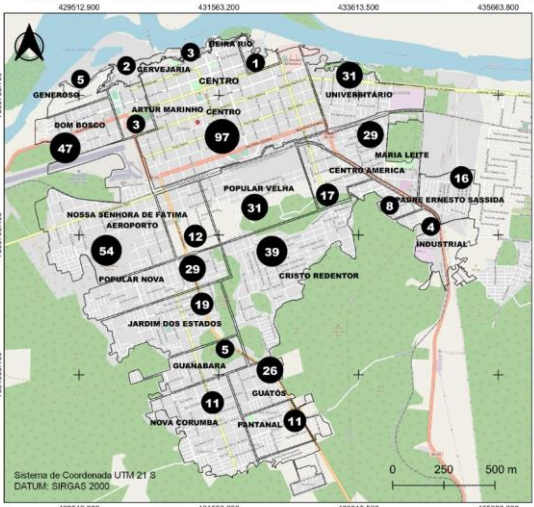 429512.900 431563.200 433613.500 435663.800
BEIRA RIO
3
2
1
CERVEJARIA
5
CENTRO
31
GENEROSO
UNIVERSITÁRIO
ARTUR MARINHO
CENTRO
3
DOM BOSCO
97
29
47
MARIA LEITE
CENTRO AMERICA
16
POPULAR VELHA
17
PADRE ERNESTO SASSIDA
8
31
NOSSA SENHORA DE FÁTIMA
AEROPORTO
4
12
INDUSTRIAL
54
39
29
CRISTO REDENTOR
POPULAR NOVA
19
JARDIM DOS ESTADOS
5
GUANABARA
26
GUATÓS
11
11
NOVA CORUMBA
PANTANAL
0 250 500 m
Sistema de Coordenada UTM 21 S
DATUM: SIRGAS 2000